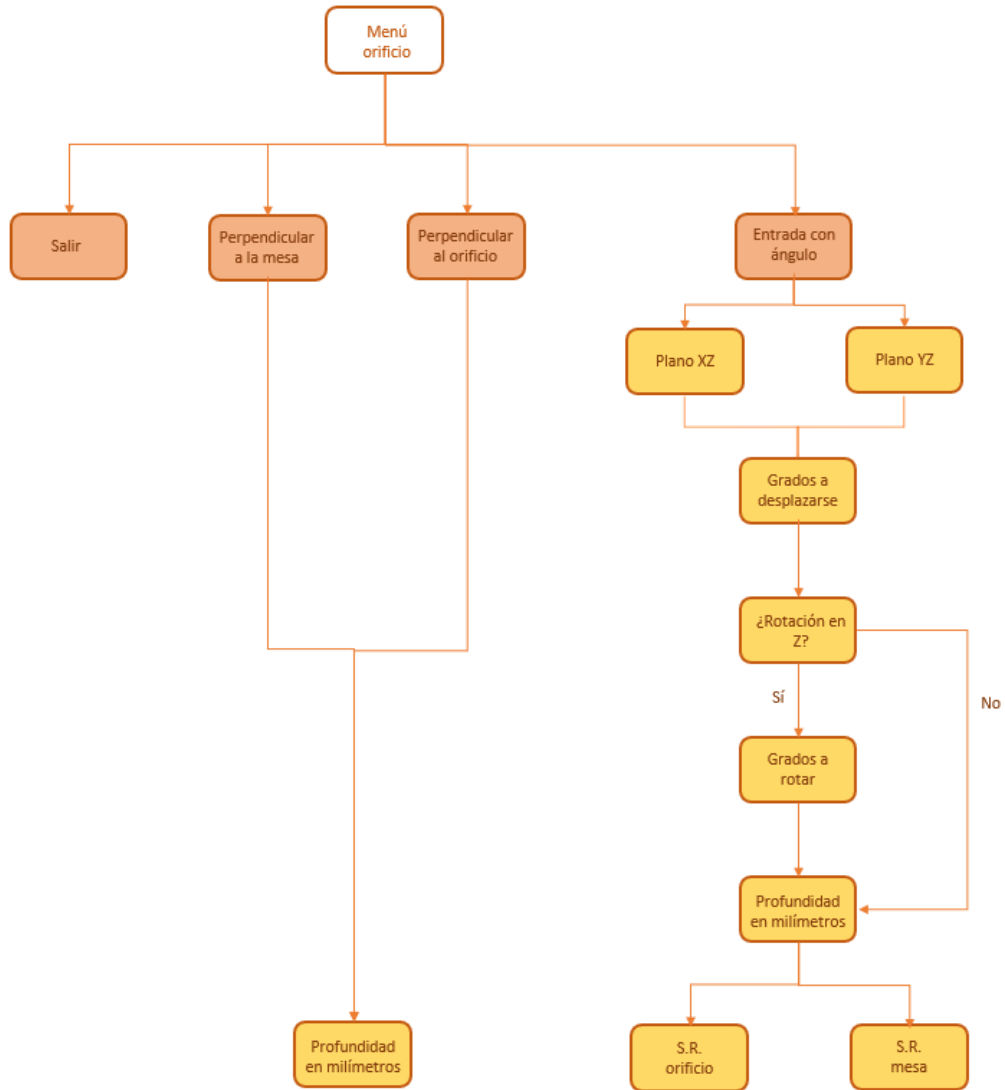 Menú
orificio
Salir
Perpendicular
a la mesa
Perpendicular
al orificio
Entrada con
ángulo
Plano XZ
Plano YZ
Grados a
desplazarse
¿Rotación en
Z?
Sí
No
Grados a
rotar
Profundidad
en milímetros
Profundidad
en milímetros
S.R.
orificio
S.R.
mesa